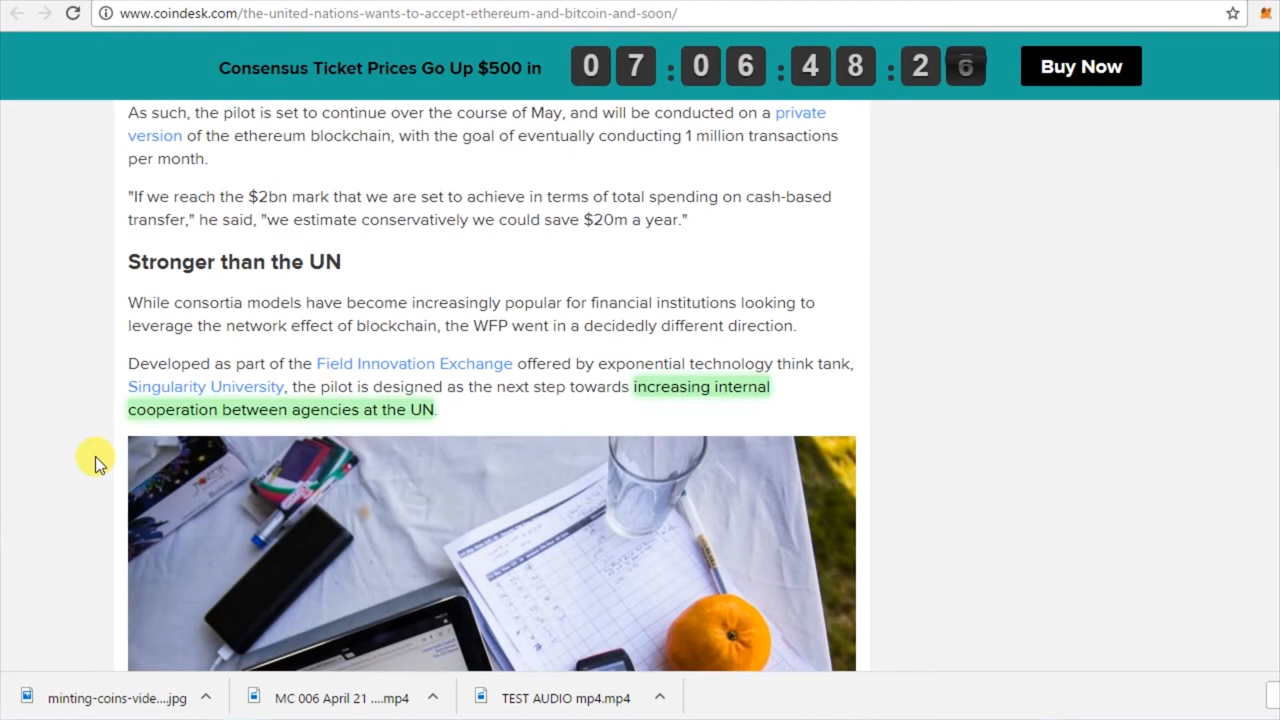 www.coindesk.com/the-united-nations-wants-to-accept-ethereum-and-bitcoin-and-soon/
Consensus Ticket Prices Go Up $500 in 07:06:48:26 Buy Now
As such, the pilot is set to continue over the course of May, and will be conducted on a private
version of the ethereum blockchain, with the goal of eventually conducting 1 million transactions
per month.
"If we reach the $2bn mark that we are set to achieve in terms of total spending on cash-based
transfer," he said, "we estimate conservatively we could save $20m a year."
Stronger than the UN
While consortia models have become increasingly popular for financial institutions looking to
leverage the network effect of blockchain, the WFP went in a decidedly different direction.
Developed as part of the Field Innovation Exchange offered by exponential technology think tank,
Singularity University, the pilot is designed as the next step towards increasing internal
cooperation between agencies at the UN.
minting-coins-vide....jpg MC 006 April 21 ....mp4 TEST AUDIO mp4.mp4